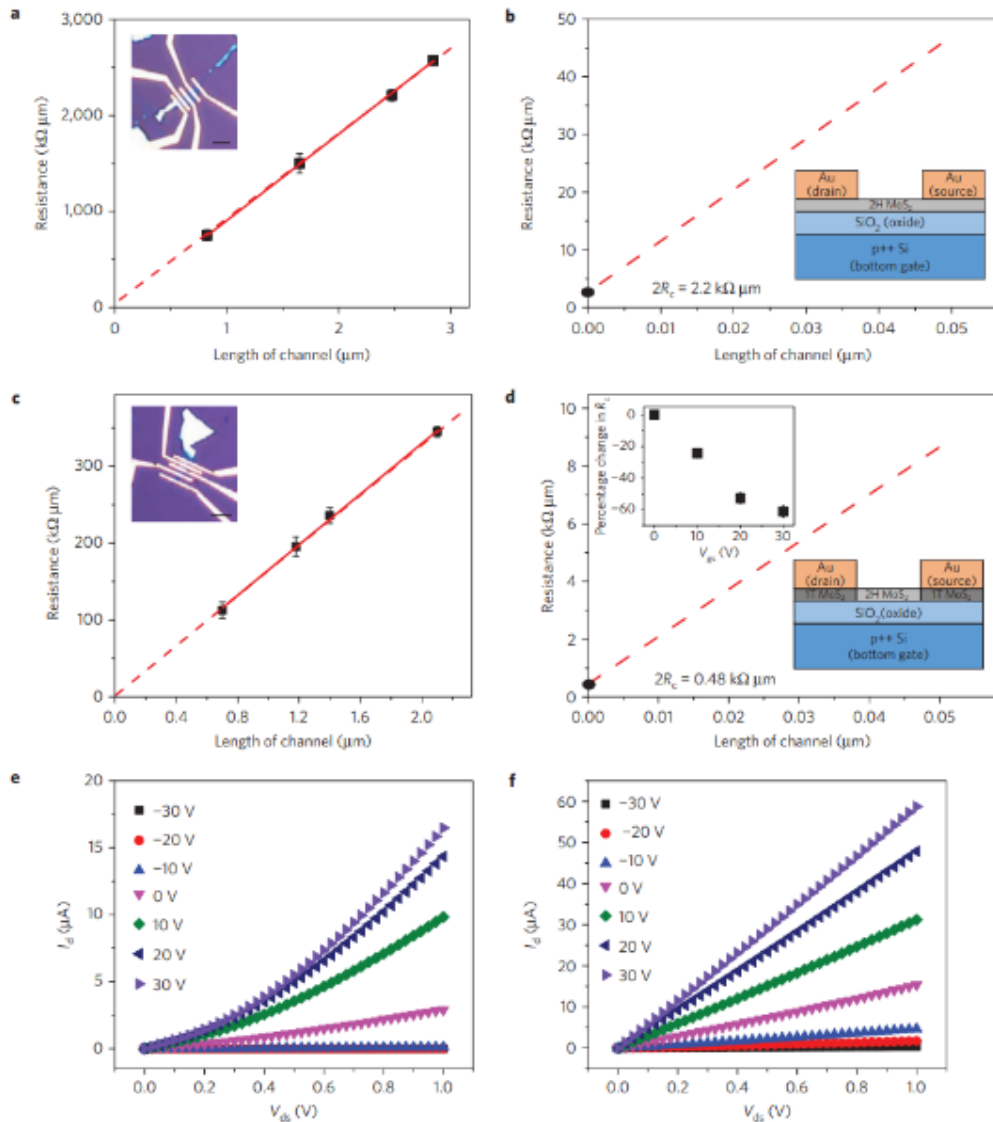 a
3,000
2,000
1,000
0
Resistance (kΩ μm)
0
1
2
3
Length of channel (μm)
b
50
40
30
20
10
0
Resistance (kΩ μm)
Au
(drain)
Au
(source)
2H MoS₂
SiO₂ (oxide)
p++ Si
(bottom gate)
2Rc = 2.2 kΩ μm
0.00
0.01
0.02
0.03
0.04
0.05
Length of channel (μm)
c
300
200
100
0
Resistance (kΩ μm)
0.0
0.4
0.8
1.2
1.6
2.0
Length of channel (μm)
d
10
8
6
4
2
0
Resistance (kΩ μm)
Percentage change in Rc
0
−20
−40
−60
0
10
20
30
Vgs (V)
Au
(drain)
Au
(source)
1T MoS₂
2H MoS₂
1T MoS₂
SiO₂(oxide)
p++ Si
(bottom gate)
2Rc = 0.48 kΩ μm
0.00
0.01
0.02
0.03
0.04
0.05
Length of channel (μm)
e
20
15
10
5
0
Id (μA)
−30 V
−20 V
−10 V
0 V
10 V
20 V
30 V
0.0
0.2
0.4
0.6
0.8
1.0
Vds (V)
f
60
50
40
30
20
10
0
Id (μA)
−30 V
−20 V
−10 V
0 V
10 V
20 V
30 V
0.0
0.2
0.4
0.6
0.8
1.0
Vds (V)